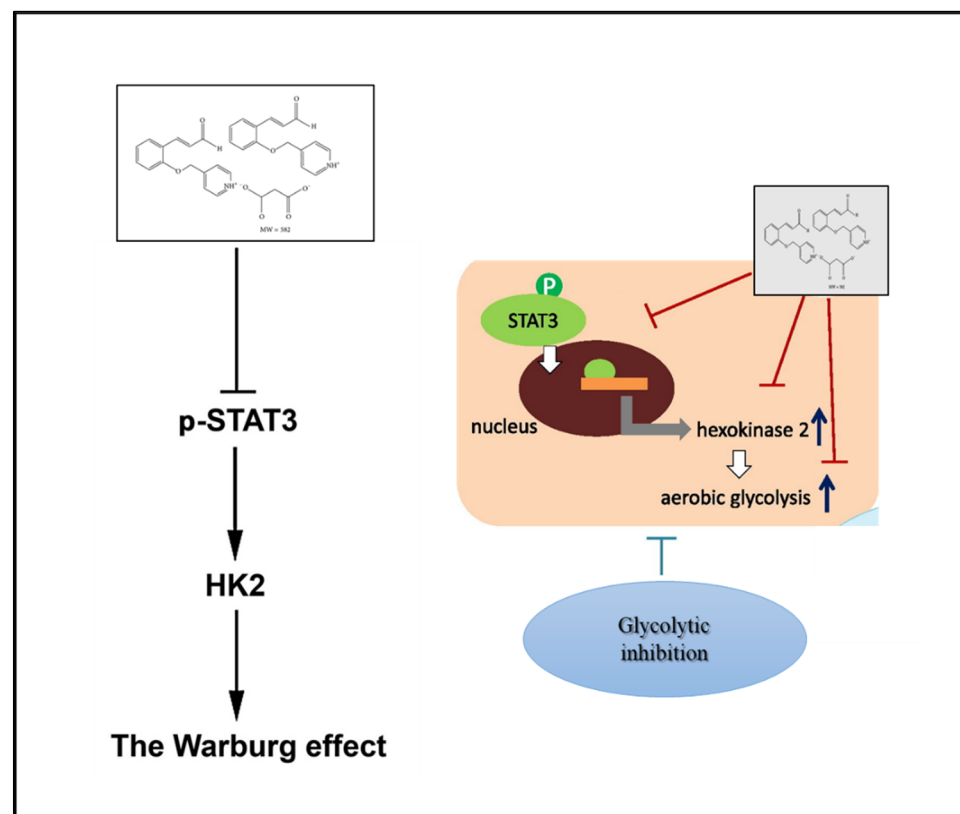 O
H
O
NH⁺
O
H
O
NH⁺
⁻O
O⁻
O
O
MW = 582
p-STAT3
HK2
The Warburg effect
P
STAT3
nucleus
hexokinase 2
aerobic glycolysis
Glycolytic
inhibition